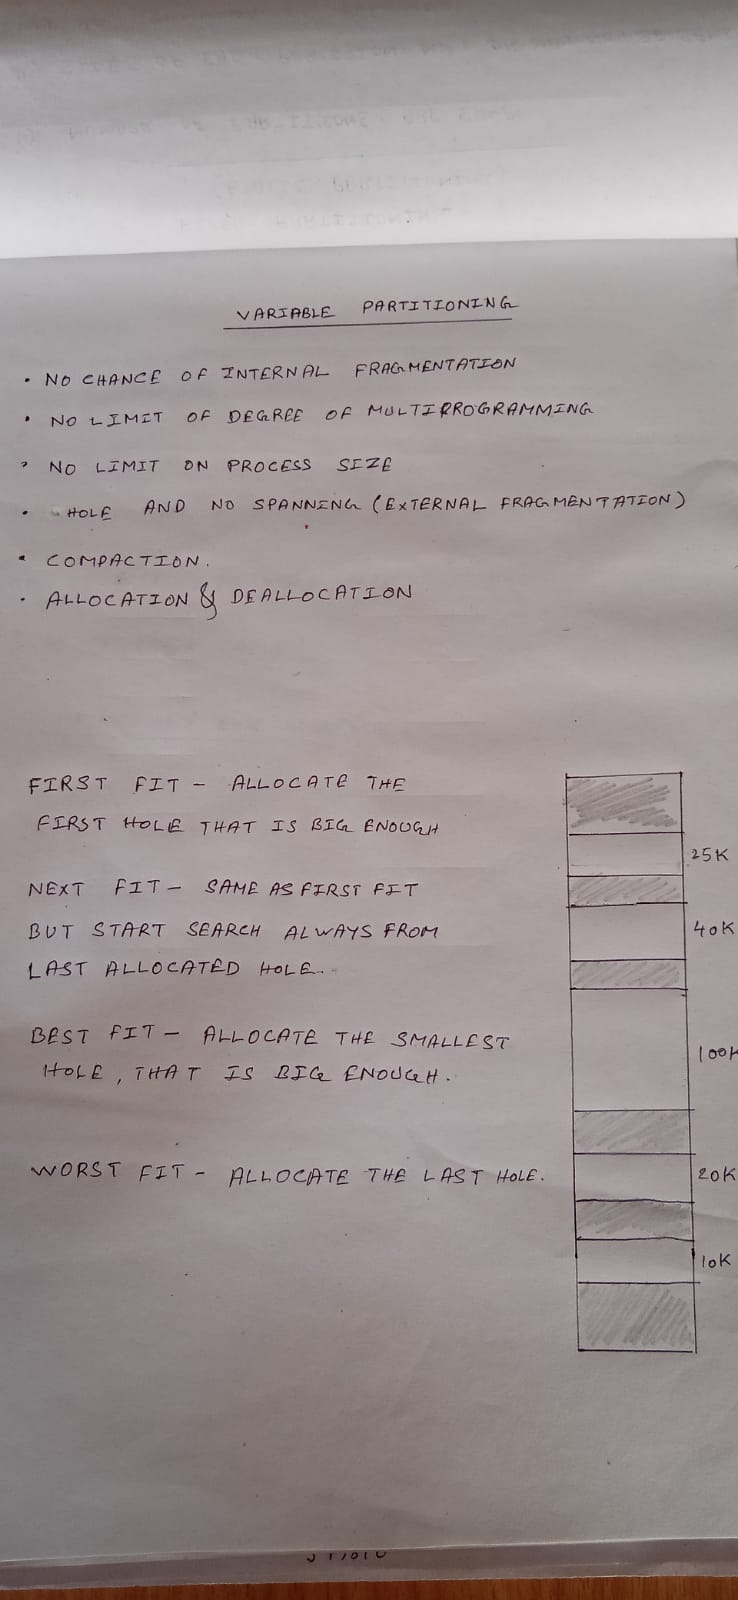 VARIABLE PARTITIONING
• NO CHANCE OF INTERNAL FRAGMENTATION
• NO LIMIT OF DEGREE OF MULTIPROGRAMMING
• NO LIMIT ON PROCESS SIZE
• HOLE AND NO SPANNING (EXTERNAL FRAGMENTATION)
• COMPACTION.
• ALLOCATION & DEALLOCATION
FIRST FIT - ALLOCATE THE
FIRST HOLE THAT IS BIG ENOUGH
25K
NEXT FIT - SAME AS FIRST FIT
BUT START SEARCH ALWAYS FROM
40K
LAST ALLOCATED HOLE.
BEST FIT - ALLOCATE THE SMALLEST
100K
HOLE, THAT IS BIG ENOUGH.
WORST FIT - ALLOCATE THE LAST HOLE.
20K
10K